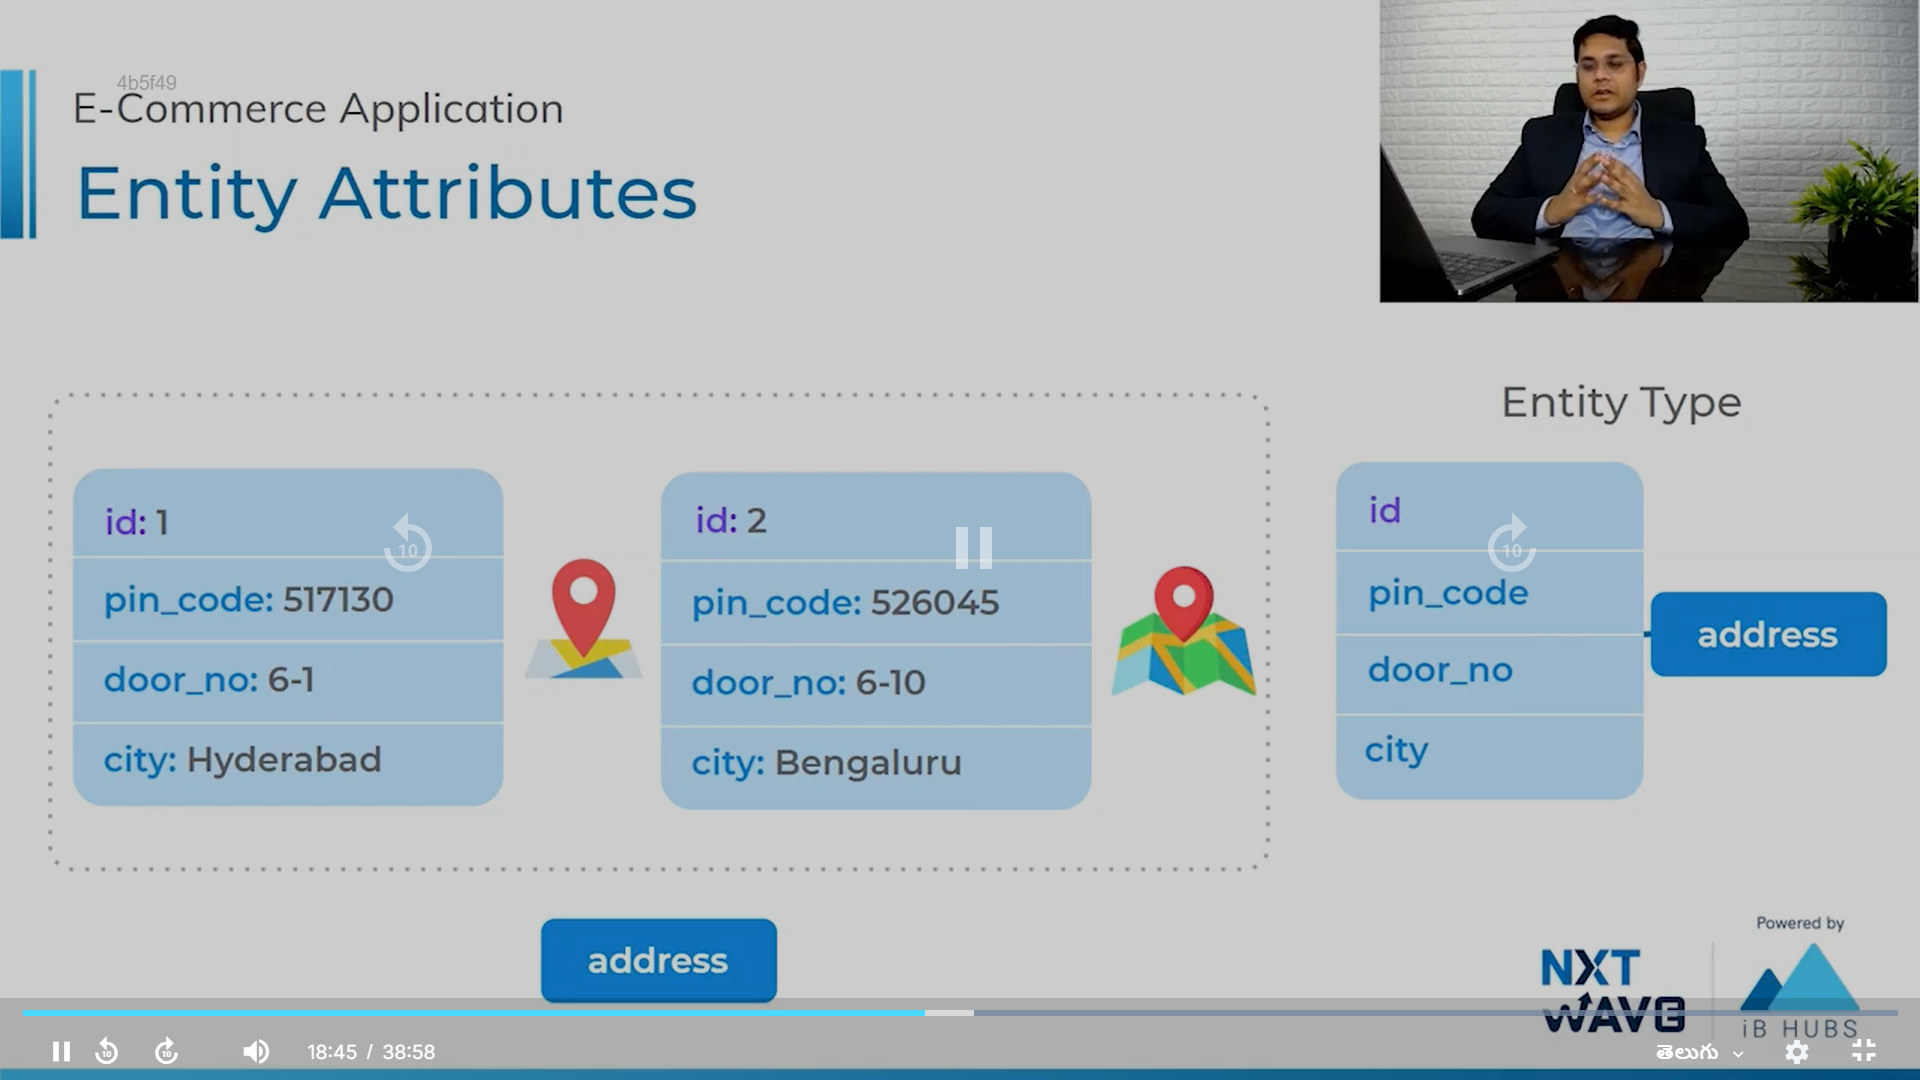 4b5f49
E-Commerce Application
Entity Attributes
Entity Type
id: 1
pin_code: 517130
door_no: 6-1
city: Hyderabad
id: 2
pin_code: 526045
door_no: 6-10
city: Bengaluru
id
pin_code
door_no
city
address
address
10
10
NXT
WAVE
Powered by
iB HUBS
10
10
18:45 / 38:58
తెలుగు